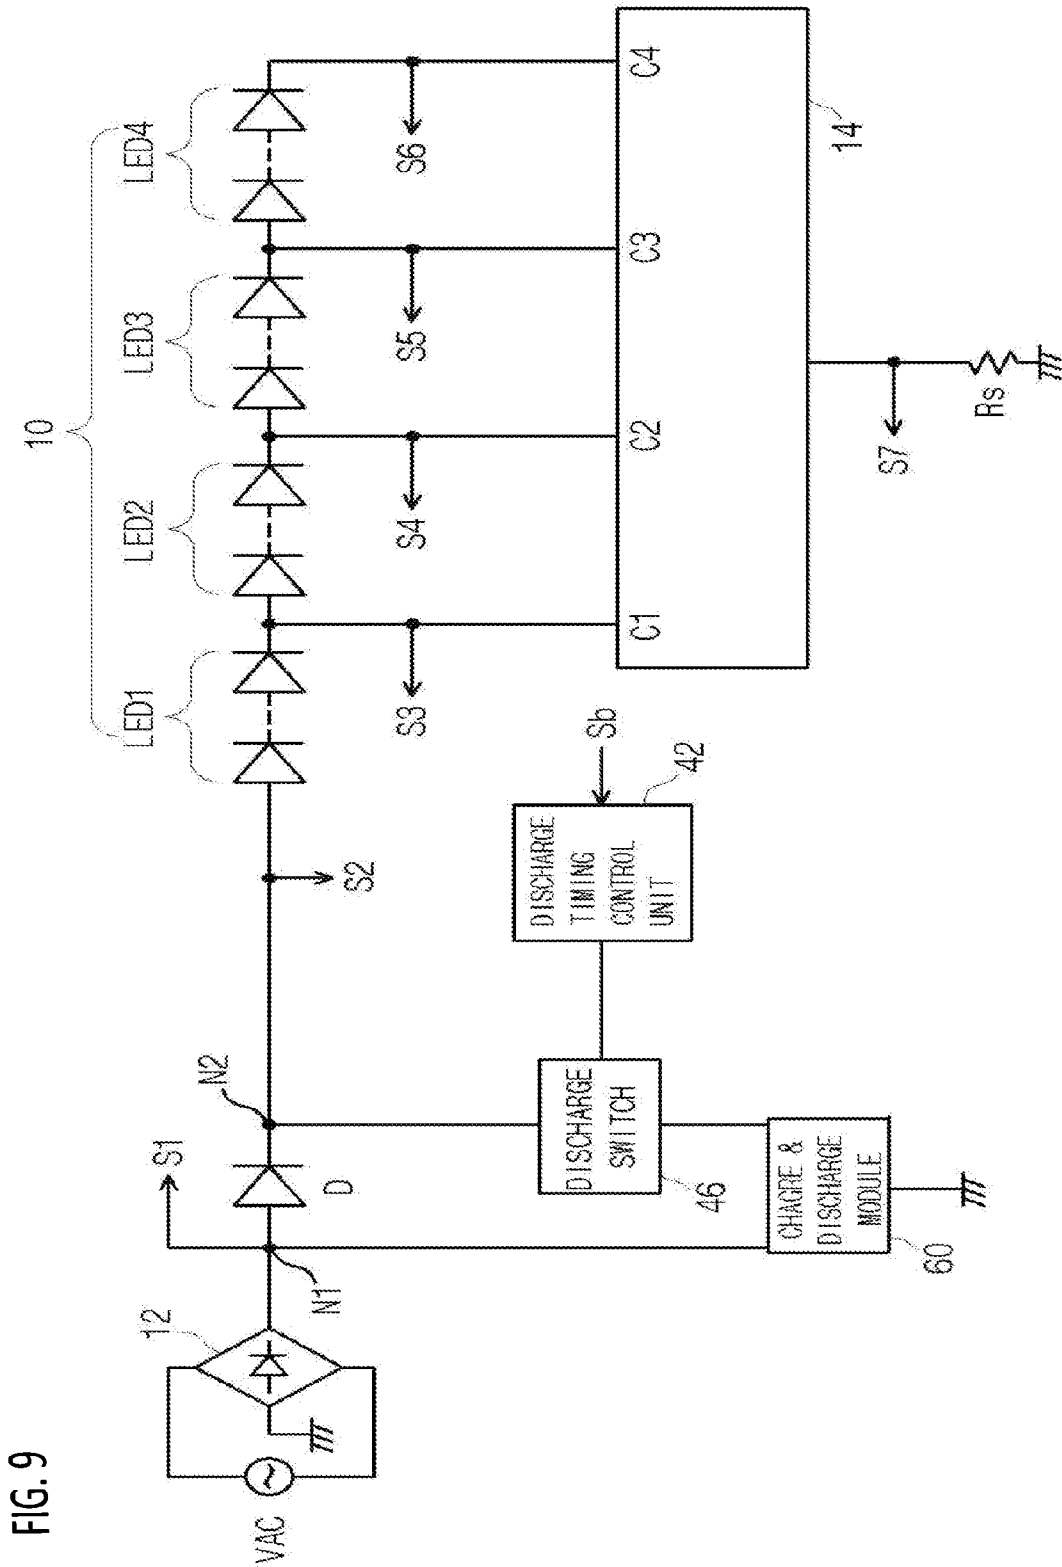 FIG. 9
10
LED1
LED2
LED3
LED4
12
S1
VAC
N1
D
N2
S2
S3
S4
S5
S6
DISCHARGE
SWITCH
46
DISCHARGE
TIMING
CONTROL
UNIT
Sb
42
CHAGRE &
DISCHARGE
MODULE
60
C1
C2
C3
C4
14
S7
Rs